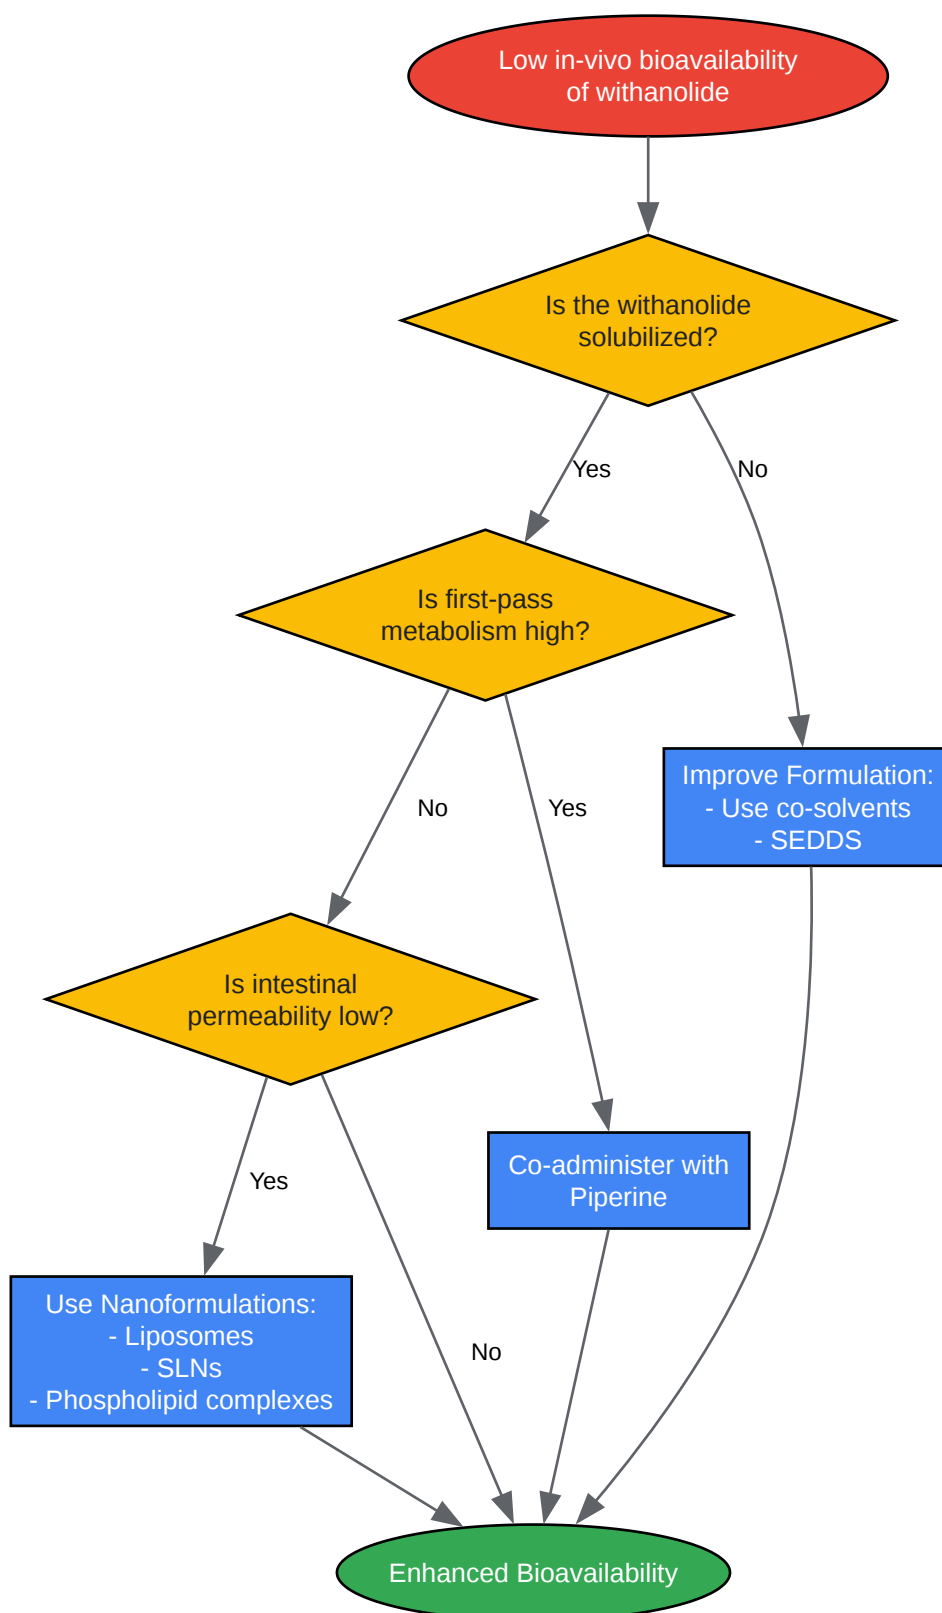 Low in-vivo bioavailability
of withanolide
Is the withanolide
solubilized?
Yes
No
Is first-pass
metabolism high?
Improve Formulation:
- Use co-solvents
- SEDDS
No
Yes
Is intestinal
permeability low?
Co-administer with
Piperine
Yes
Use Nanoformulations:
- Liposomes
- SLNs
- Phospholipid complexes
No
Enhanced Bioavailability